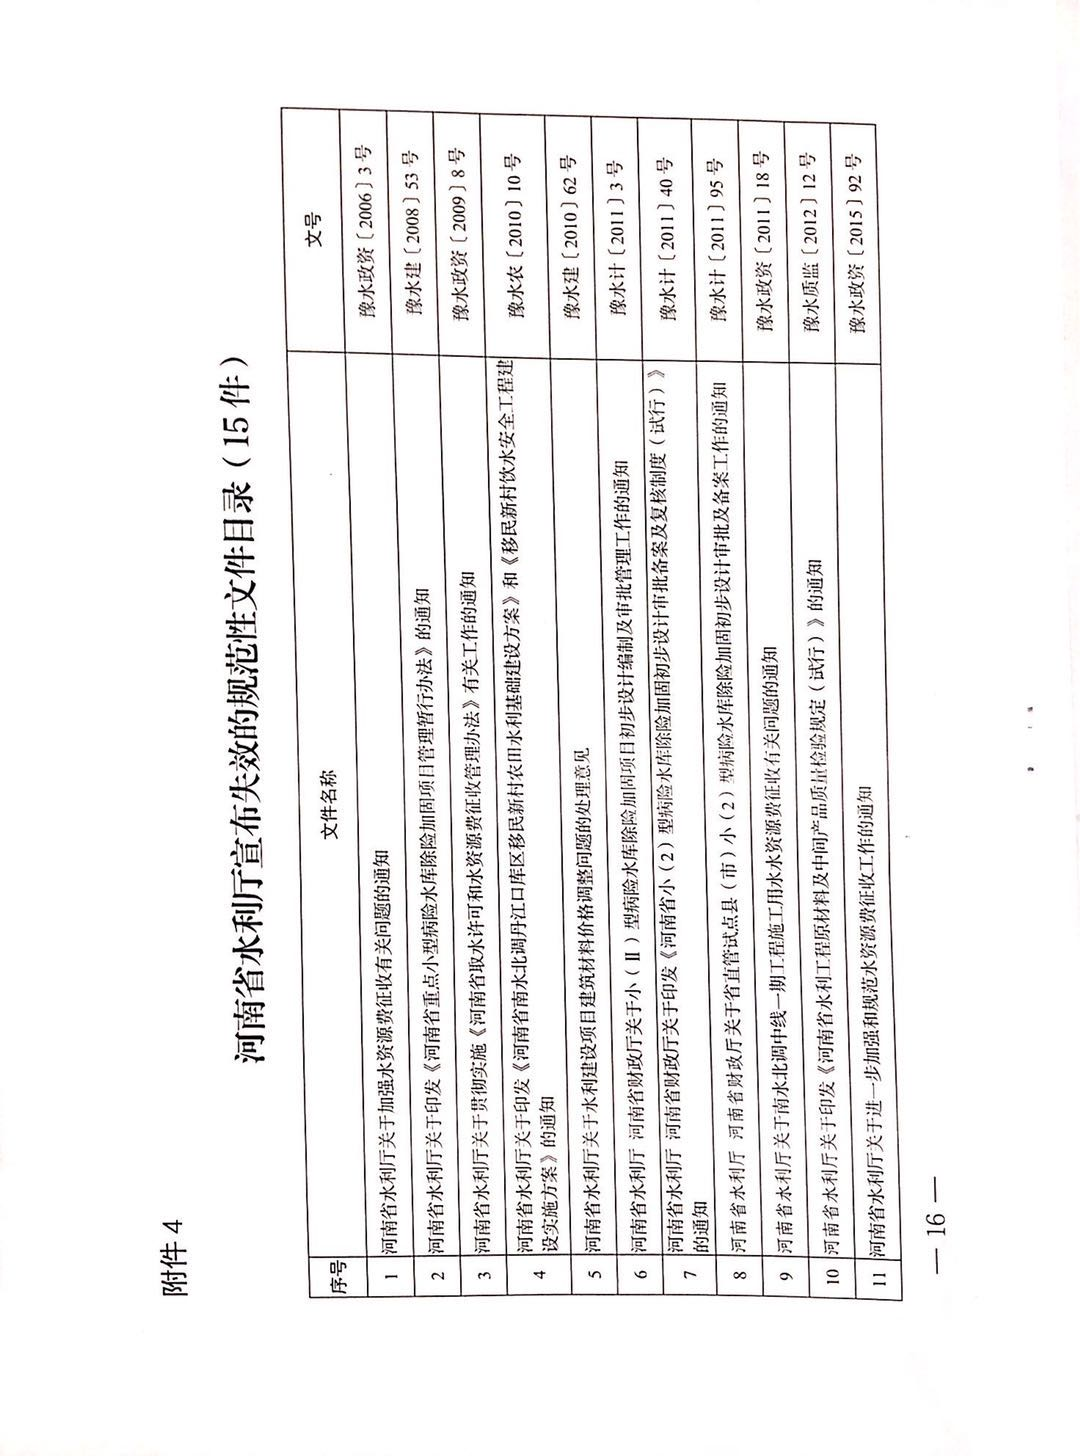 附件 4
河南省水利厅宣布失效的规范性文件目录（15 件）
序号 文件名称 文号
1 河南省水利厅关于加强水资源费征收有关问题的通知 豫水政资〔2006〕3 号
2 河南省水利厅关于印发《河南省重点小型病险水库除险加固项目管理暂行办法》的通知 豫水建〔2008〕53 号
3 河南省水利厅关于贯彻实施《河南省取水许可和水资源费征收管理办法》有关工作的通知 豫水政资〔2009〕8 号
4 河南省水利厅关于印发《河南省南水北调丹江口库区移民新村农田水利基础建设方案》和《移民新村饮水安全工程建 豫水农〔2010〕10 号
设实施方案》的通知
5 河南省水利厅关于水利建设项目建筑材料价格调整问题的处理意见 豫水建〔2010〕62 号
6 河南省水利厅 河南省财政厅关于小（Ⅱ）型病险水库除险加固项目初步设计编制及审批管理工作的通知 豫水计〔2011〕3 号
7 河南省水利厅 河南省财政厅关于印发《河南省小（2）型病险水库除险加固初步设计审批备案及复核制度（试行）》 豫水计〔2011〕40 号
的通知
8 河南省水利厅 河南省财政厅关于省直管试点县（市）小（2）型病险水库除险加固初步设计审批及备案工作的通知 豫水计〔2011〕95 号
9 河南省水利厅关于南水北调中线一期工程施工用水水资源费征收有关问题的通知 豫水政资〔2011〕18 号
10 河南省水利厅关于印发《河南省水利工程原材料及中间产品质量检验规定（试行）》的通知 豫水质监〔2012〕12 号
11 河南省水利厅关于进一步加强和规范水资源费征收工作的通知 豫水政资〔2015〕92 号
— 16 —